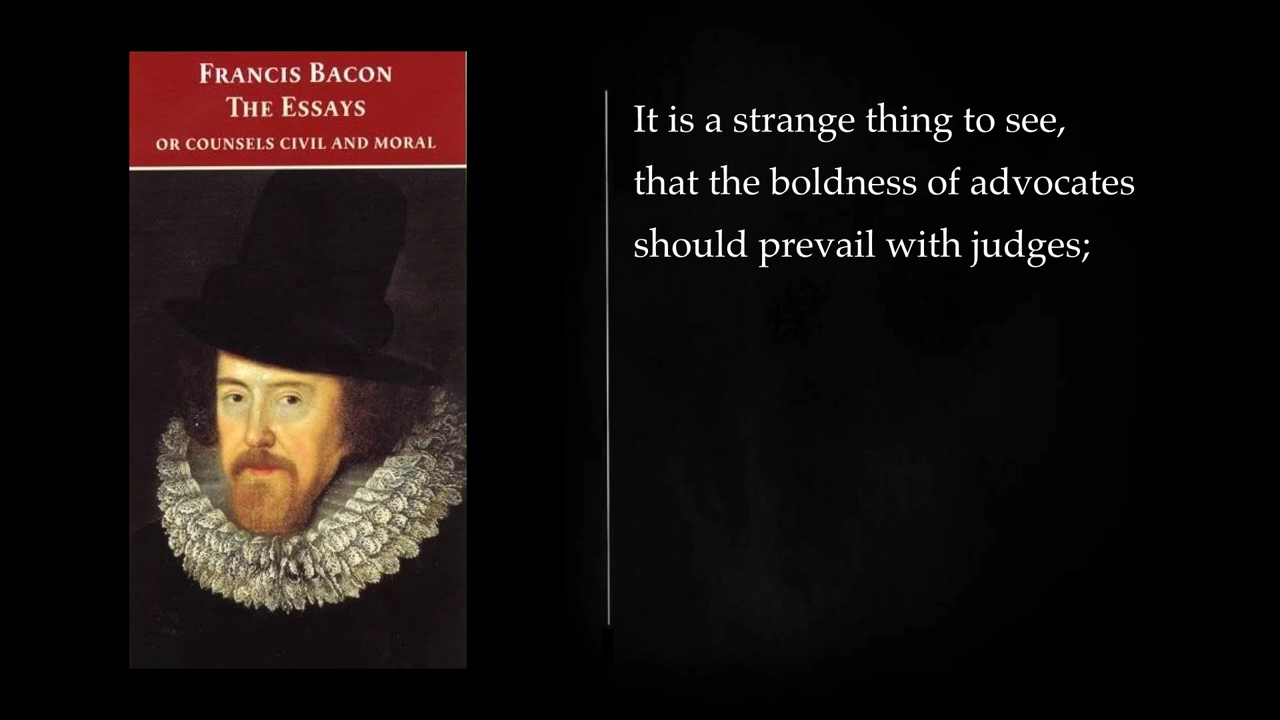 FRANCIS BACON
THE ESSAYS
OR COUNSELS CIVIL AND MORAL
It is a strange thing to see,
that the boldness of advocates
should prevail with judges;